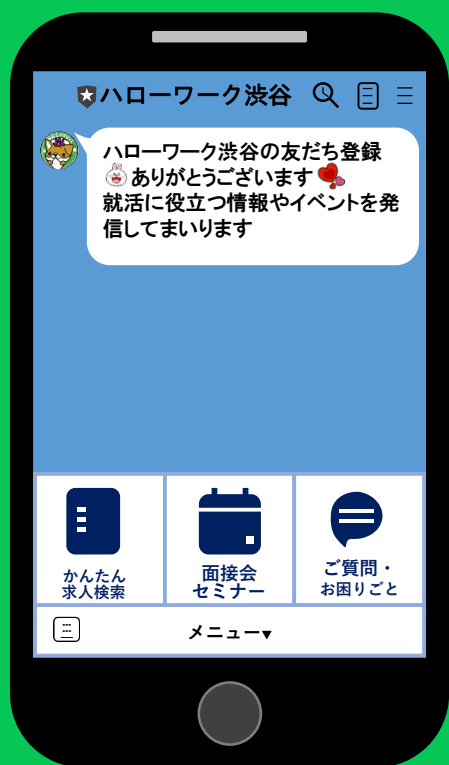 ハローワーク渋谷
ハローワーク渋谷の友だち登録
ありがとうございます
就活に役立つ情報やイベントを発
信してまいります
かんたん
求人検索
面接会
セミナー
ご質問・
お困りごと
メニュー▼